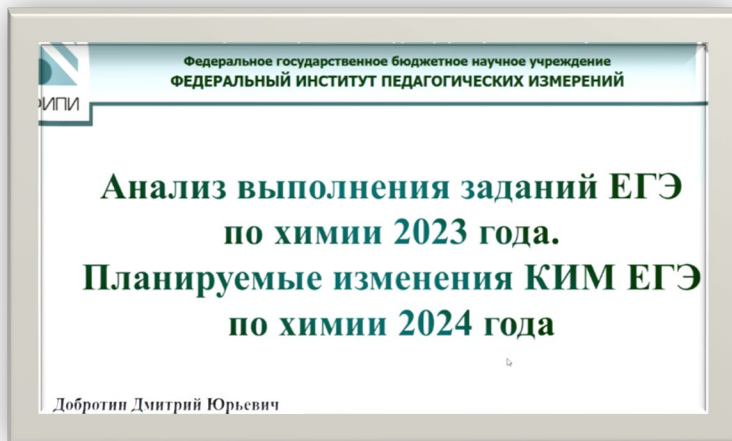 Федеральное государственное бюджетное научное учреждение
ФЕДЕРАЛЬНЫЙ ИНСТИТУТ ПЕДАГОГИЧЕСКИХ ИЗМЕРЕНИЙ
ИПИ
Анализ выполнения заданий ЕГЭ
по химии 2023 года.
Планируемые изменения КИМ ЕГЭ
по химии 2024 года
Добротин Дмитрий Юрьевич